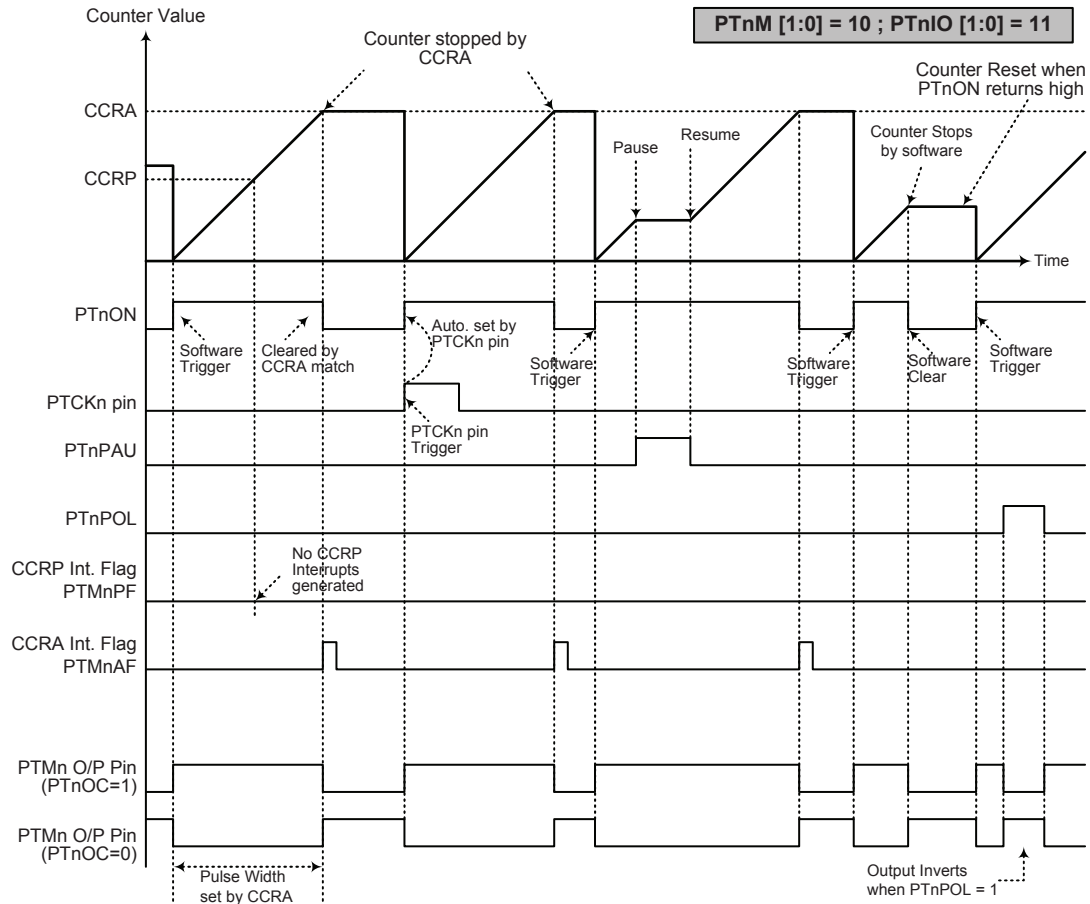 Counter Value
PTnM [1:0] = 10 ; PTnIO [1:0] = 11
Counter stopped by
CCRA
Counter Reset when
PTnON returns high
CCRA
CCRP
Pause
Resume
Counter Stops
by software
Time
PTnON
Software
Trigger
Cleared by
CCRA match
Auto. set by
PTCKn pin
Software
Trigger
Software
Trigger
Software
Clear
Software
Trigger
PTCKn pin
PTCKn pin
Trigger
PTnPAU
PTnPOL
CCRP Int. Flag
PTMnPF
No CCRP
Interrupts
generated
CCRA Int. Flag
PTMnAF
PTMn O/P Pin
(PTnOC=1)
PTMn O/P Pin
(PTnOC=0)
Pulse Width
set by CCRA
Output Inverts
when PTnPOL = 1